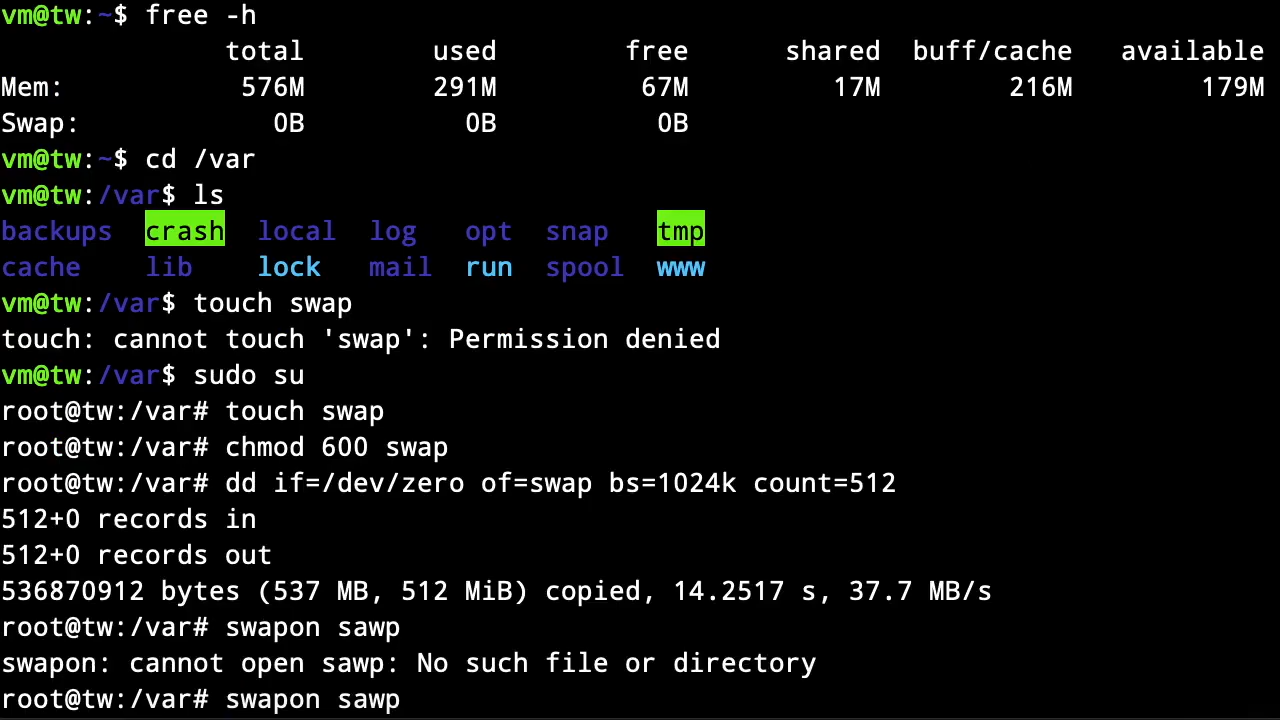 vm@tw:~$ free -h
total used free shared buff/cache available
Mem: 576M 291M 67M 17M 216M 179M
Swap: 0B 0B 0B
vm@tw:~$ cd /var
vm@tw:/var$ ls
backups crash local log opt snap tmp
cache lib lock mail run spool www
vm@tw:/var$ touch swap
touch: cannot touch 'swap': Permission denied
vm@tw:/var$ sudo su
root@tw:/var# touch swap
root@tw:/var# chmod 600 swap
root@tw:/var# dd if=/dev/zero of=swap bs=1024k count=512
512+0 records in
512+0 records out
536870912 bytes (537 MB, 512 MiB) copied, 14.2517 s, 37.7 MB/s
root@tw:/var# swapon sawp
swapon: cannot open sawp: No such file or directory
root@tw:/var# swapon sawp